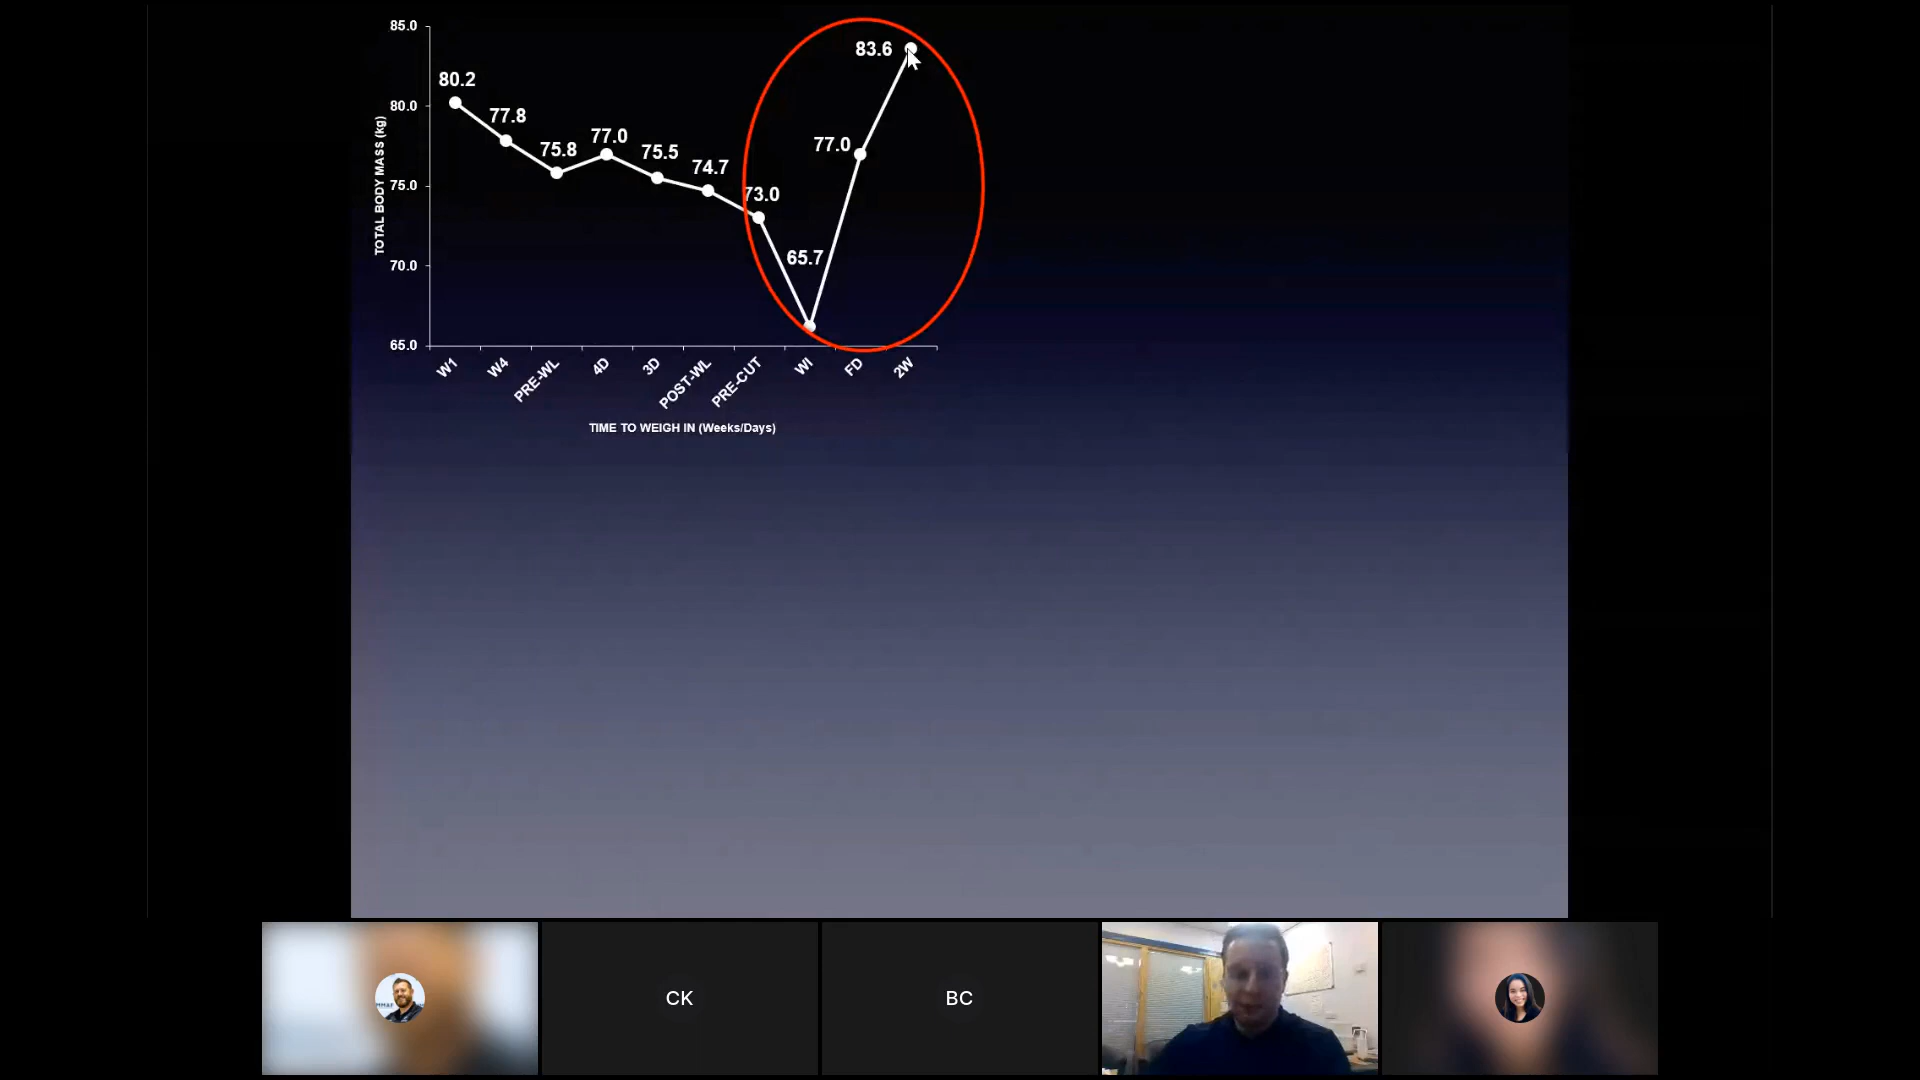 85.0
83.6
80.2
80.0
77.8
77.0
77.0
75.8
75.5
74.7
75.0
73.0
70.0
65.7
65.0
TOTAL BODY MASS (kg)
W1
W4
PRE-WL
4D
3D
POST-WL
PRE-CUT
WI
FD
2W
TIME TO WEIGH IN (Weeks/Days)
CK
BC